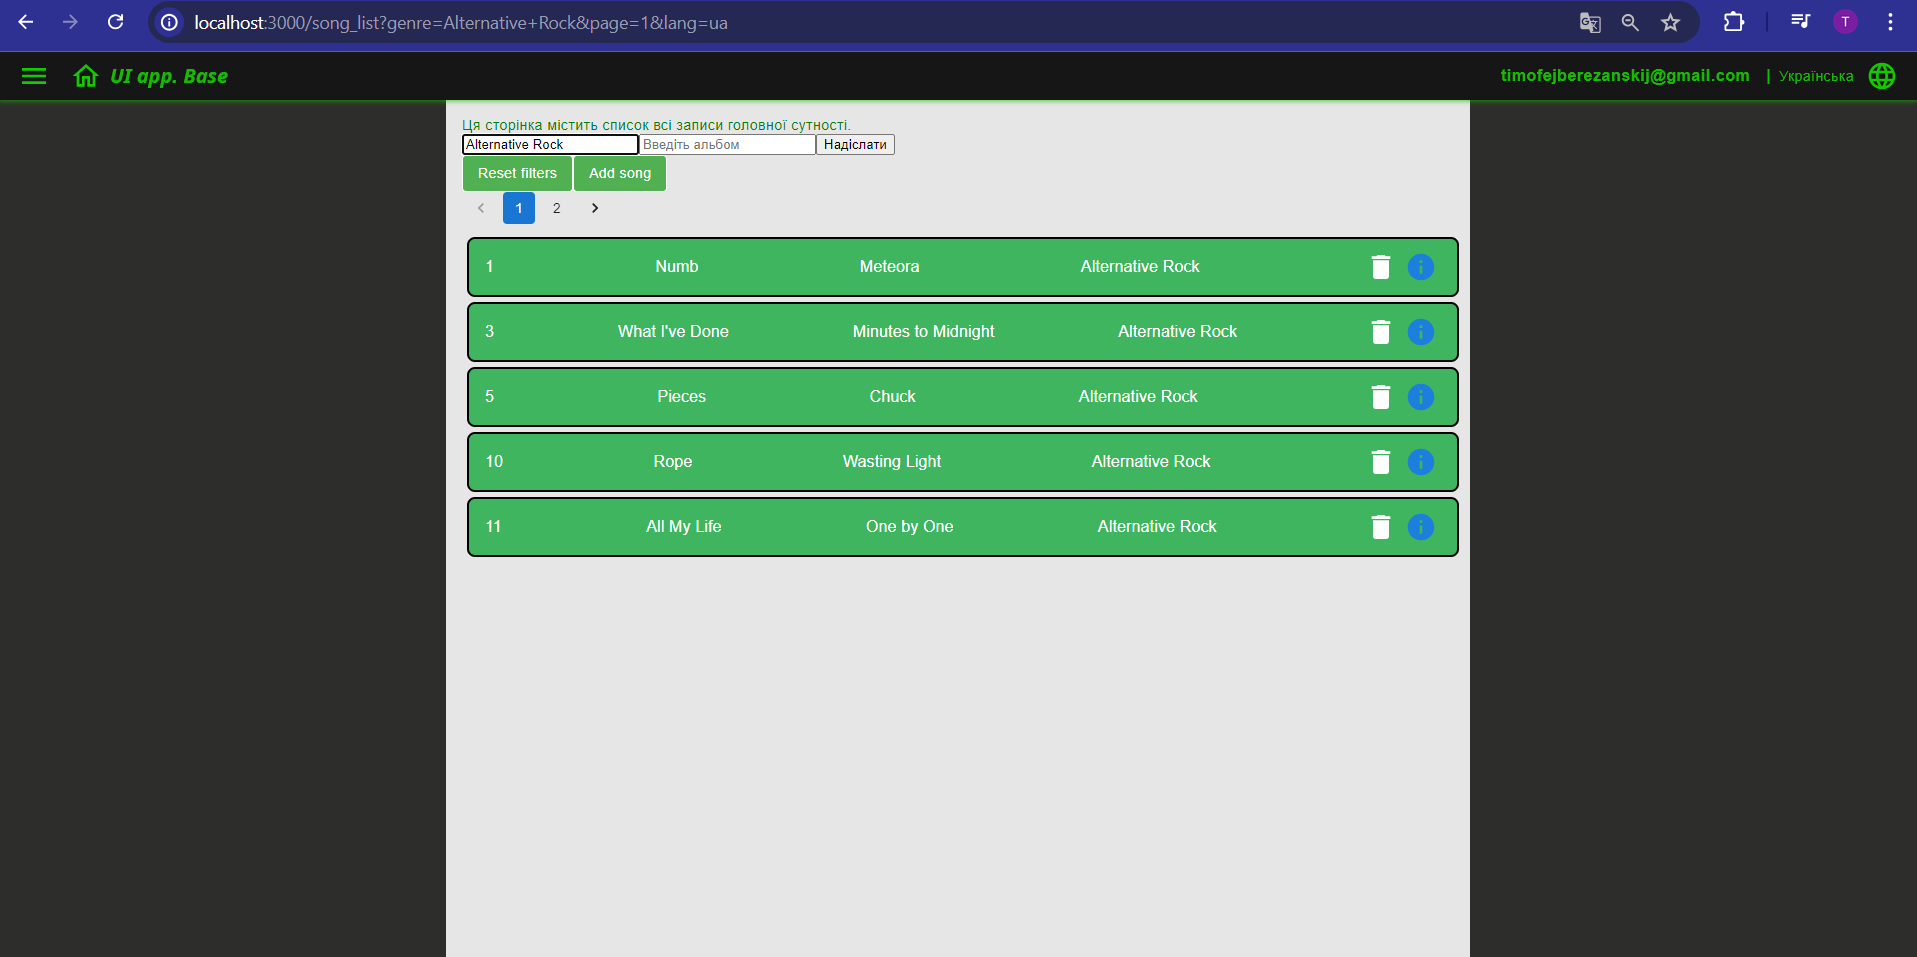 localhost:3000/song_list?genre=Alternative+Rock&page=1&lang=ua
T
UI app. Base
timofejberezanskij@gmail.com | Українська
Ця сторінка містить список всі записи головної сутності.
Alternative Rock Введіть альбом Надіслати
Reset filters Add song
1 2
1 Numb Meteora Alternative Rock
3 What I've Done Minutes to Midnight Alternative Rock
5 Pieces Chuck Alternative Rock
10 Rope Wasting Light Alternative Rock
11 All My Life One by One Alternative Rock